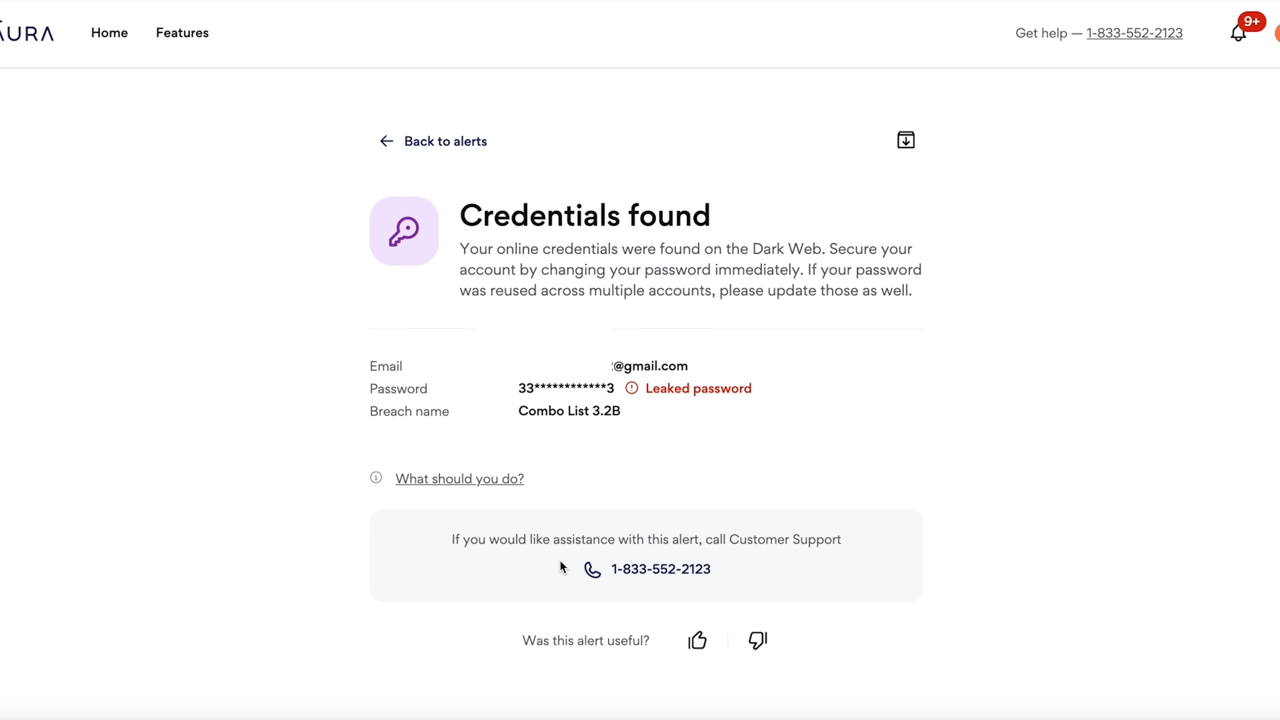 AURA
Home
Features
Get help — 1-833-552-2123
9+
Back to alerts
Credentials found
Your online credentials were found on the Dark Web. Secure your
account by changing your password immediately. If your password
was reused across multiple accounts, please update those as well.
Email @gmail.com
Password 33************3 Leaked password
Breach name Combo List 3.2B
What should you do?
If you would like assistance with this alert, call Customer Support
1-833-552-2123
Was this alert useful?